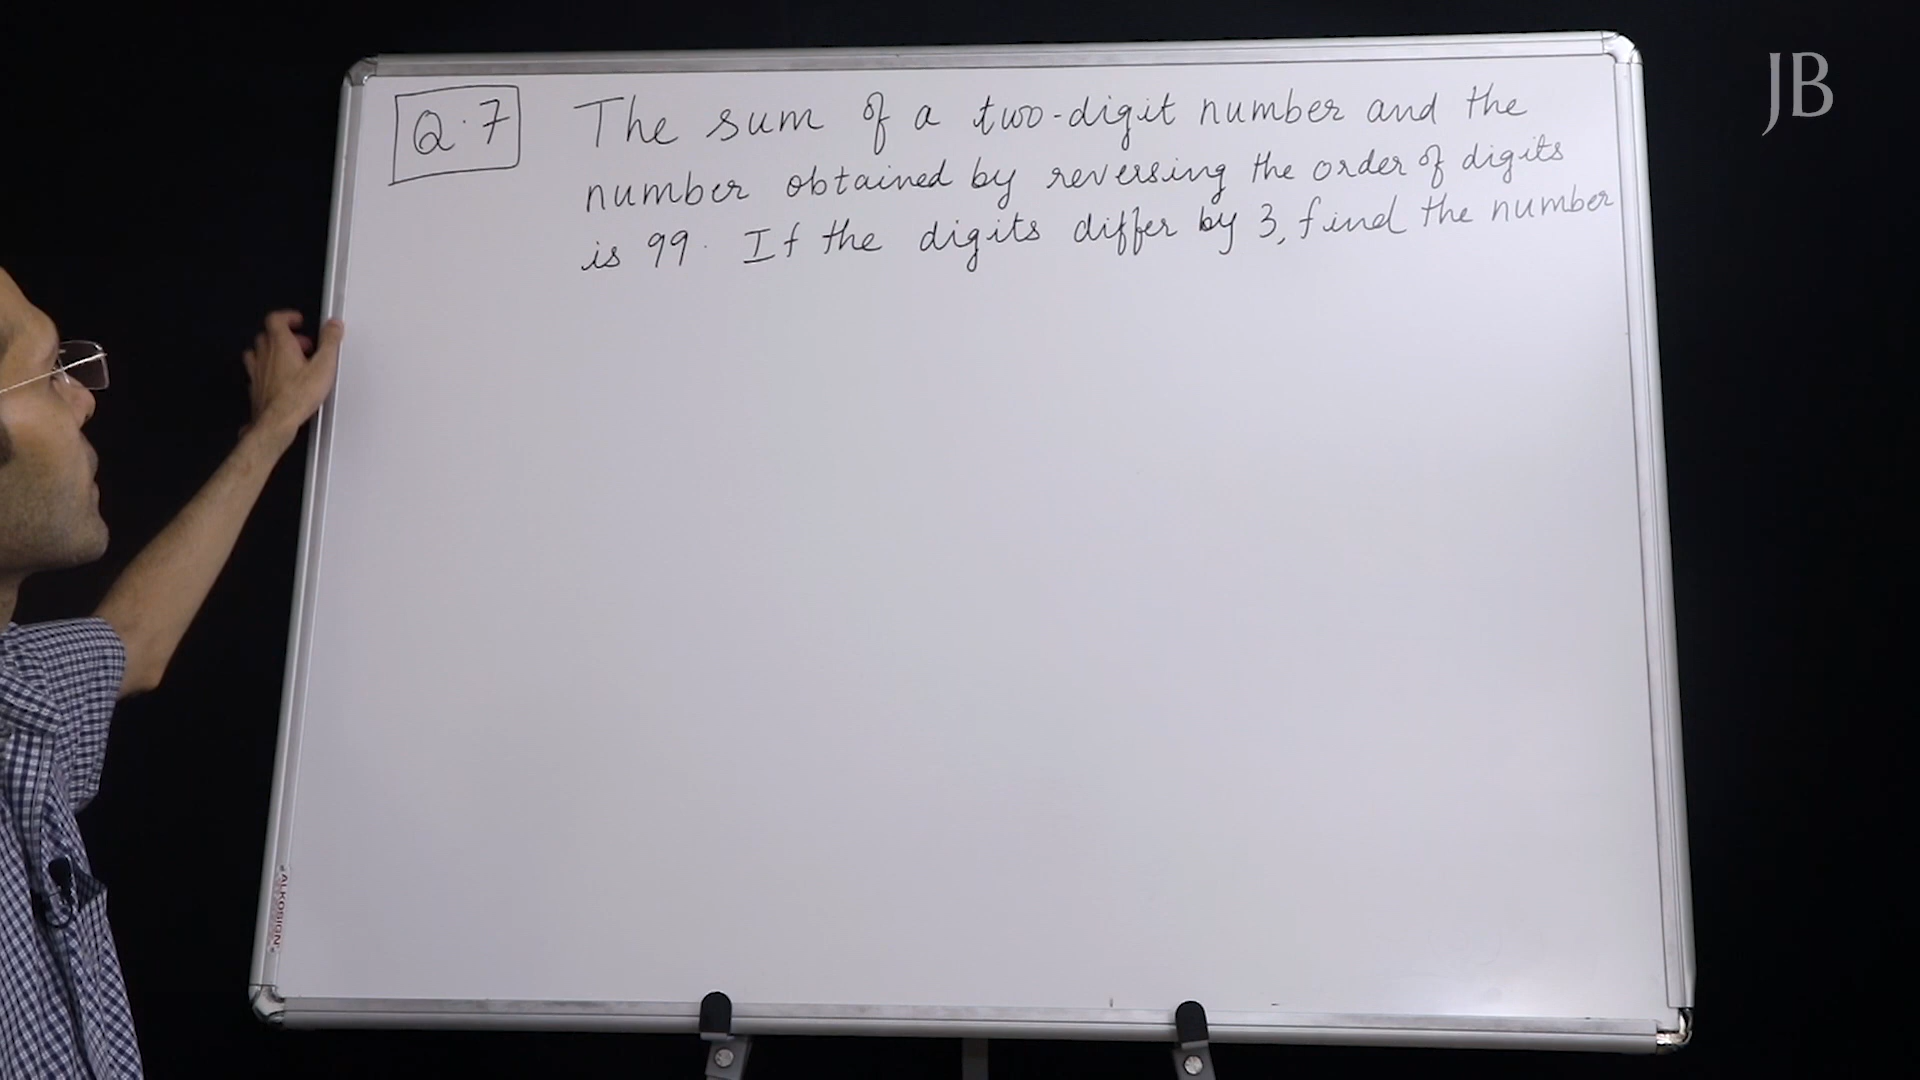 JB
Q.7 The sum of a two-digit number and the
number obtained by reversing the order of digits
is 99. If the digits differ by 3, find the number
ALKOSIGN